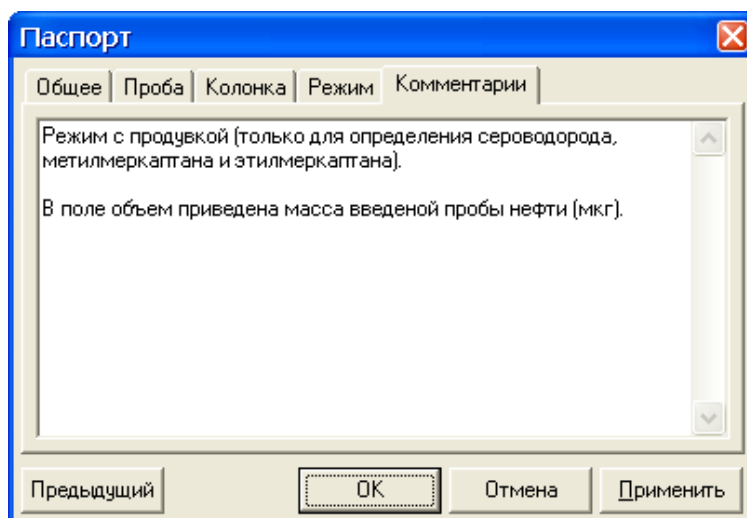 Паспорт
Общее
Проба
Колонка
Режим
Комментарии
Режим с продувкой (только для определения сероводорода,
метилмеркаптана и этилмеркаптана).
В поле объем приведена масса введеной пробы нефти (мкг).
Предыдущий
OK
Отмена
Применить